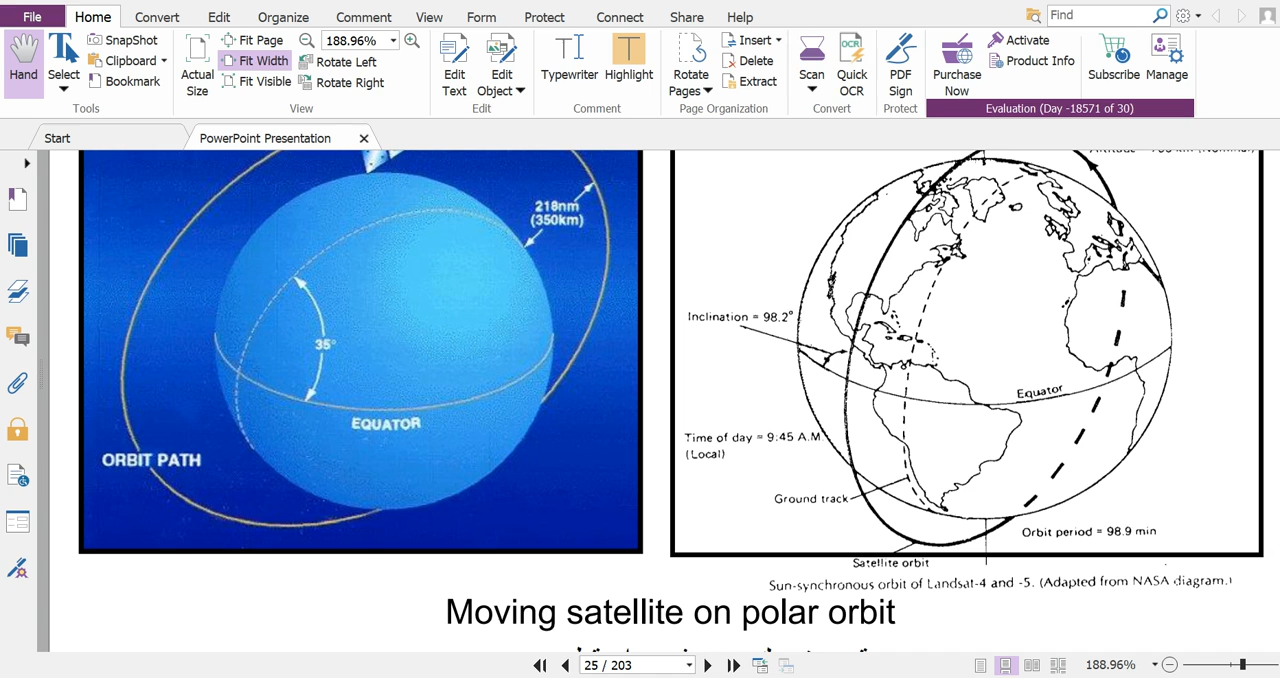 File Home Convert Edit Organize Comment View Form Protect Connect Share Help Find
SnapShot
Clipboard
Bookmark
Hand
Select
Tools
Actual
Size
Fit Page
Fit Width
Fit Visible
188.96%
Rotate Left
Rotate Right
View
Edit
Text
Edit
Object
Edit
Typewriter
Highlight
Comment
Rotate
Pages
Insert
Delete
Extract
Page Organization
Scan
Quick
OCR
Convert
PDF
Sign
Protect
Purchase
Now
Activate
Product Info
Subscribe
Manage
Evaluation (Day -18571 of 30)
Start
PowerPoint Presentation
218nm
(350km)
35°
EQUATOR
ORBIT PATH
Inclination = 98.2°
Equator
Time of day = 9:45 A.M.
(Local)
Ground track
Orbit period = 98.9 min
Satellite orbit
Sun-synchronous orbit of Landsat-4 and -5. (Adapted from NASA diagram.)
Moving satellite on polar orbit
25 / 203
188.96%